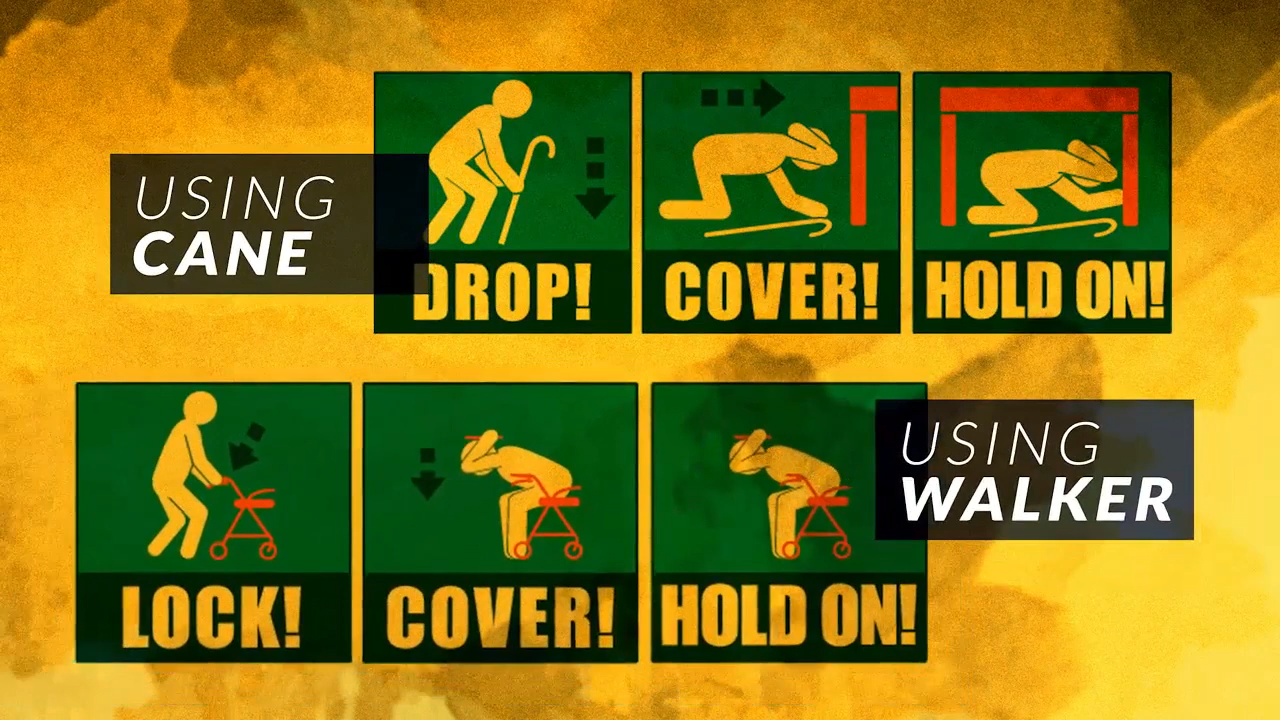 USING
CANE
DROP!
COVER!
HOLD ON!
LOCK!
COVER!
HOLD ON!
USING
WALKER